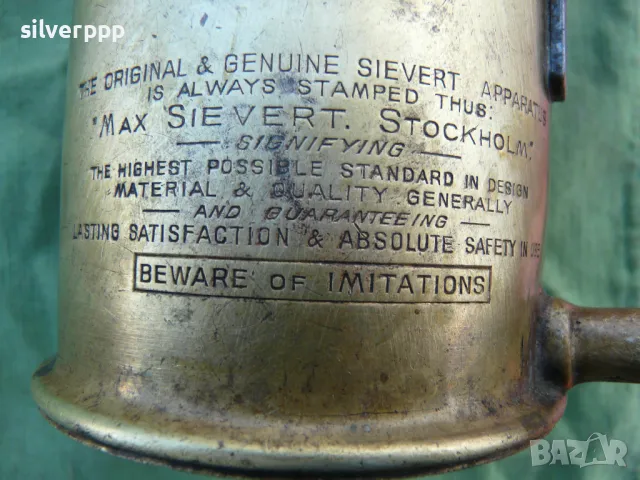 silverppp
THE ORIGINAL & GENUINE SIEVERT APPARATUS
IS ALWAYS STAMPED THUS:
"MAX SIEVERT. STOCKHOLM".
SIGNIFYING
THE HIGHEST POSSIBLE STANDARD IN DESIGN
MATERIAL & QUALITY GENERALLY
AND GUARANTEEING
LASTING SATISFACTION & ABSOLUTE SAFETY IN
BEWARE OF IMITATIONS
BAZAR